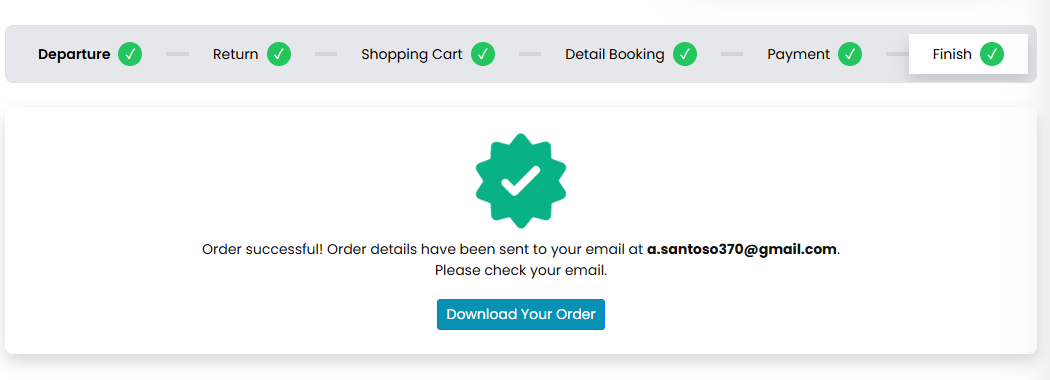 Departure Return Shopping Cart Detail Booking Payment Finish
Order successful! Order details have been sent to your email at a.santoso370@gmail.com.
Please check your email.
Download Your Order